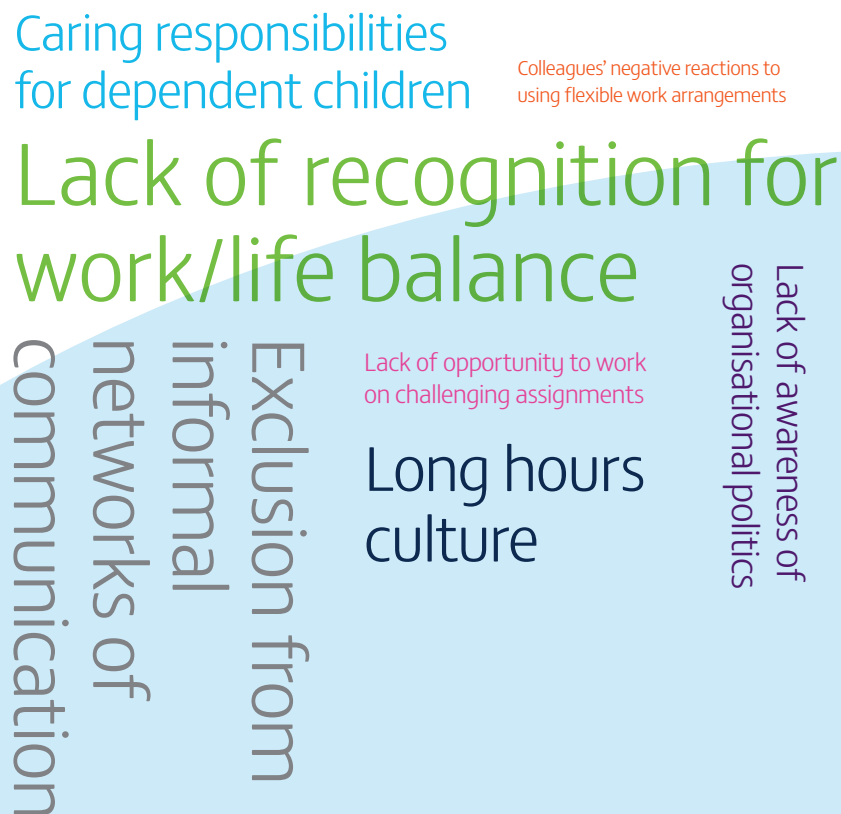 Caring responsibilities
for dependent children
Colleagues’ negative reactions to
using flexible work arrangements
Lack of recognition for
work/life balance
Exclusion from
informal
networks of
communication
Lack of opportunity to work
on challenging assignments
Long hours
culture
Lack of awareness of
organisational politics